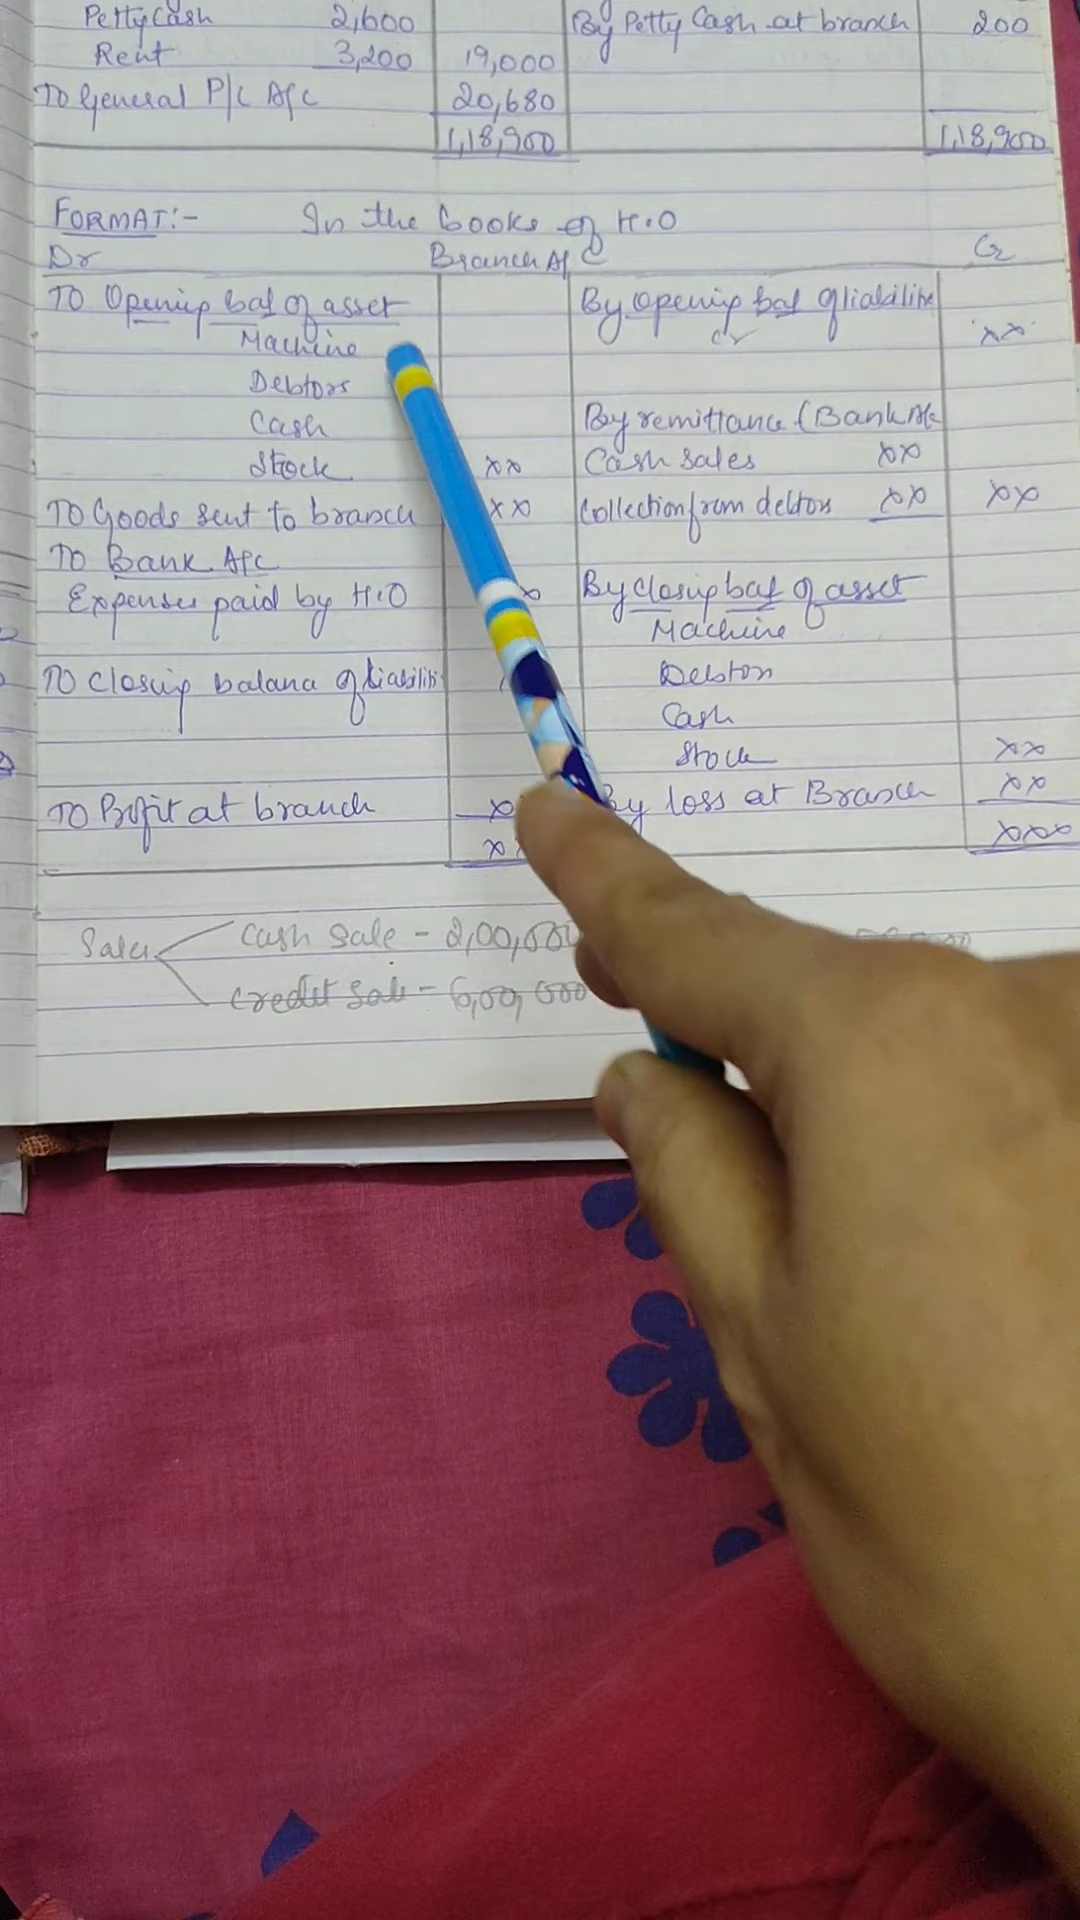 Petty Cash 2,600 By Petty Cash at branch 200
Rent 3,200 19,000
To General P/L A/c 20,680
1,18,900 1,18,900
FORMAT:- In the books of H.O
Dr Branch A/c Cr
To Opening bal of asset By opening bal of liabilitie
Machine cr xx
Debtors
Cash By remittance (Bank A/c
Stock xx Cash sales xx
To Goods sent to branch xx Collection from debtors xx xx
To Bank A/c
Expenses paid by H.O By Closing bal of asset
Machine
To Closing balance of liabiliti Debtors
Cash
Stock xx
To Profit at branch x By loss at Branch xx
xx xxx
Sales Cash Sale - 2,00,000
Credit Sale - 6,00,000